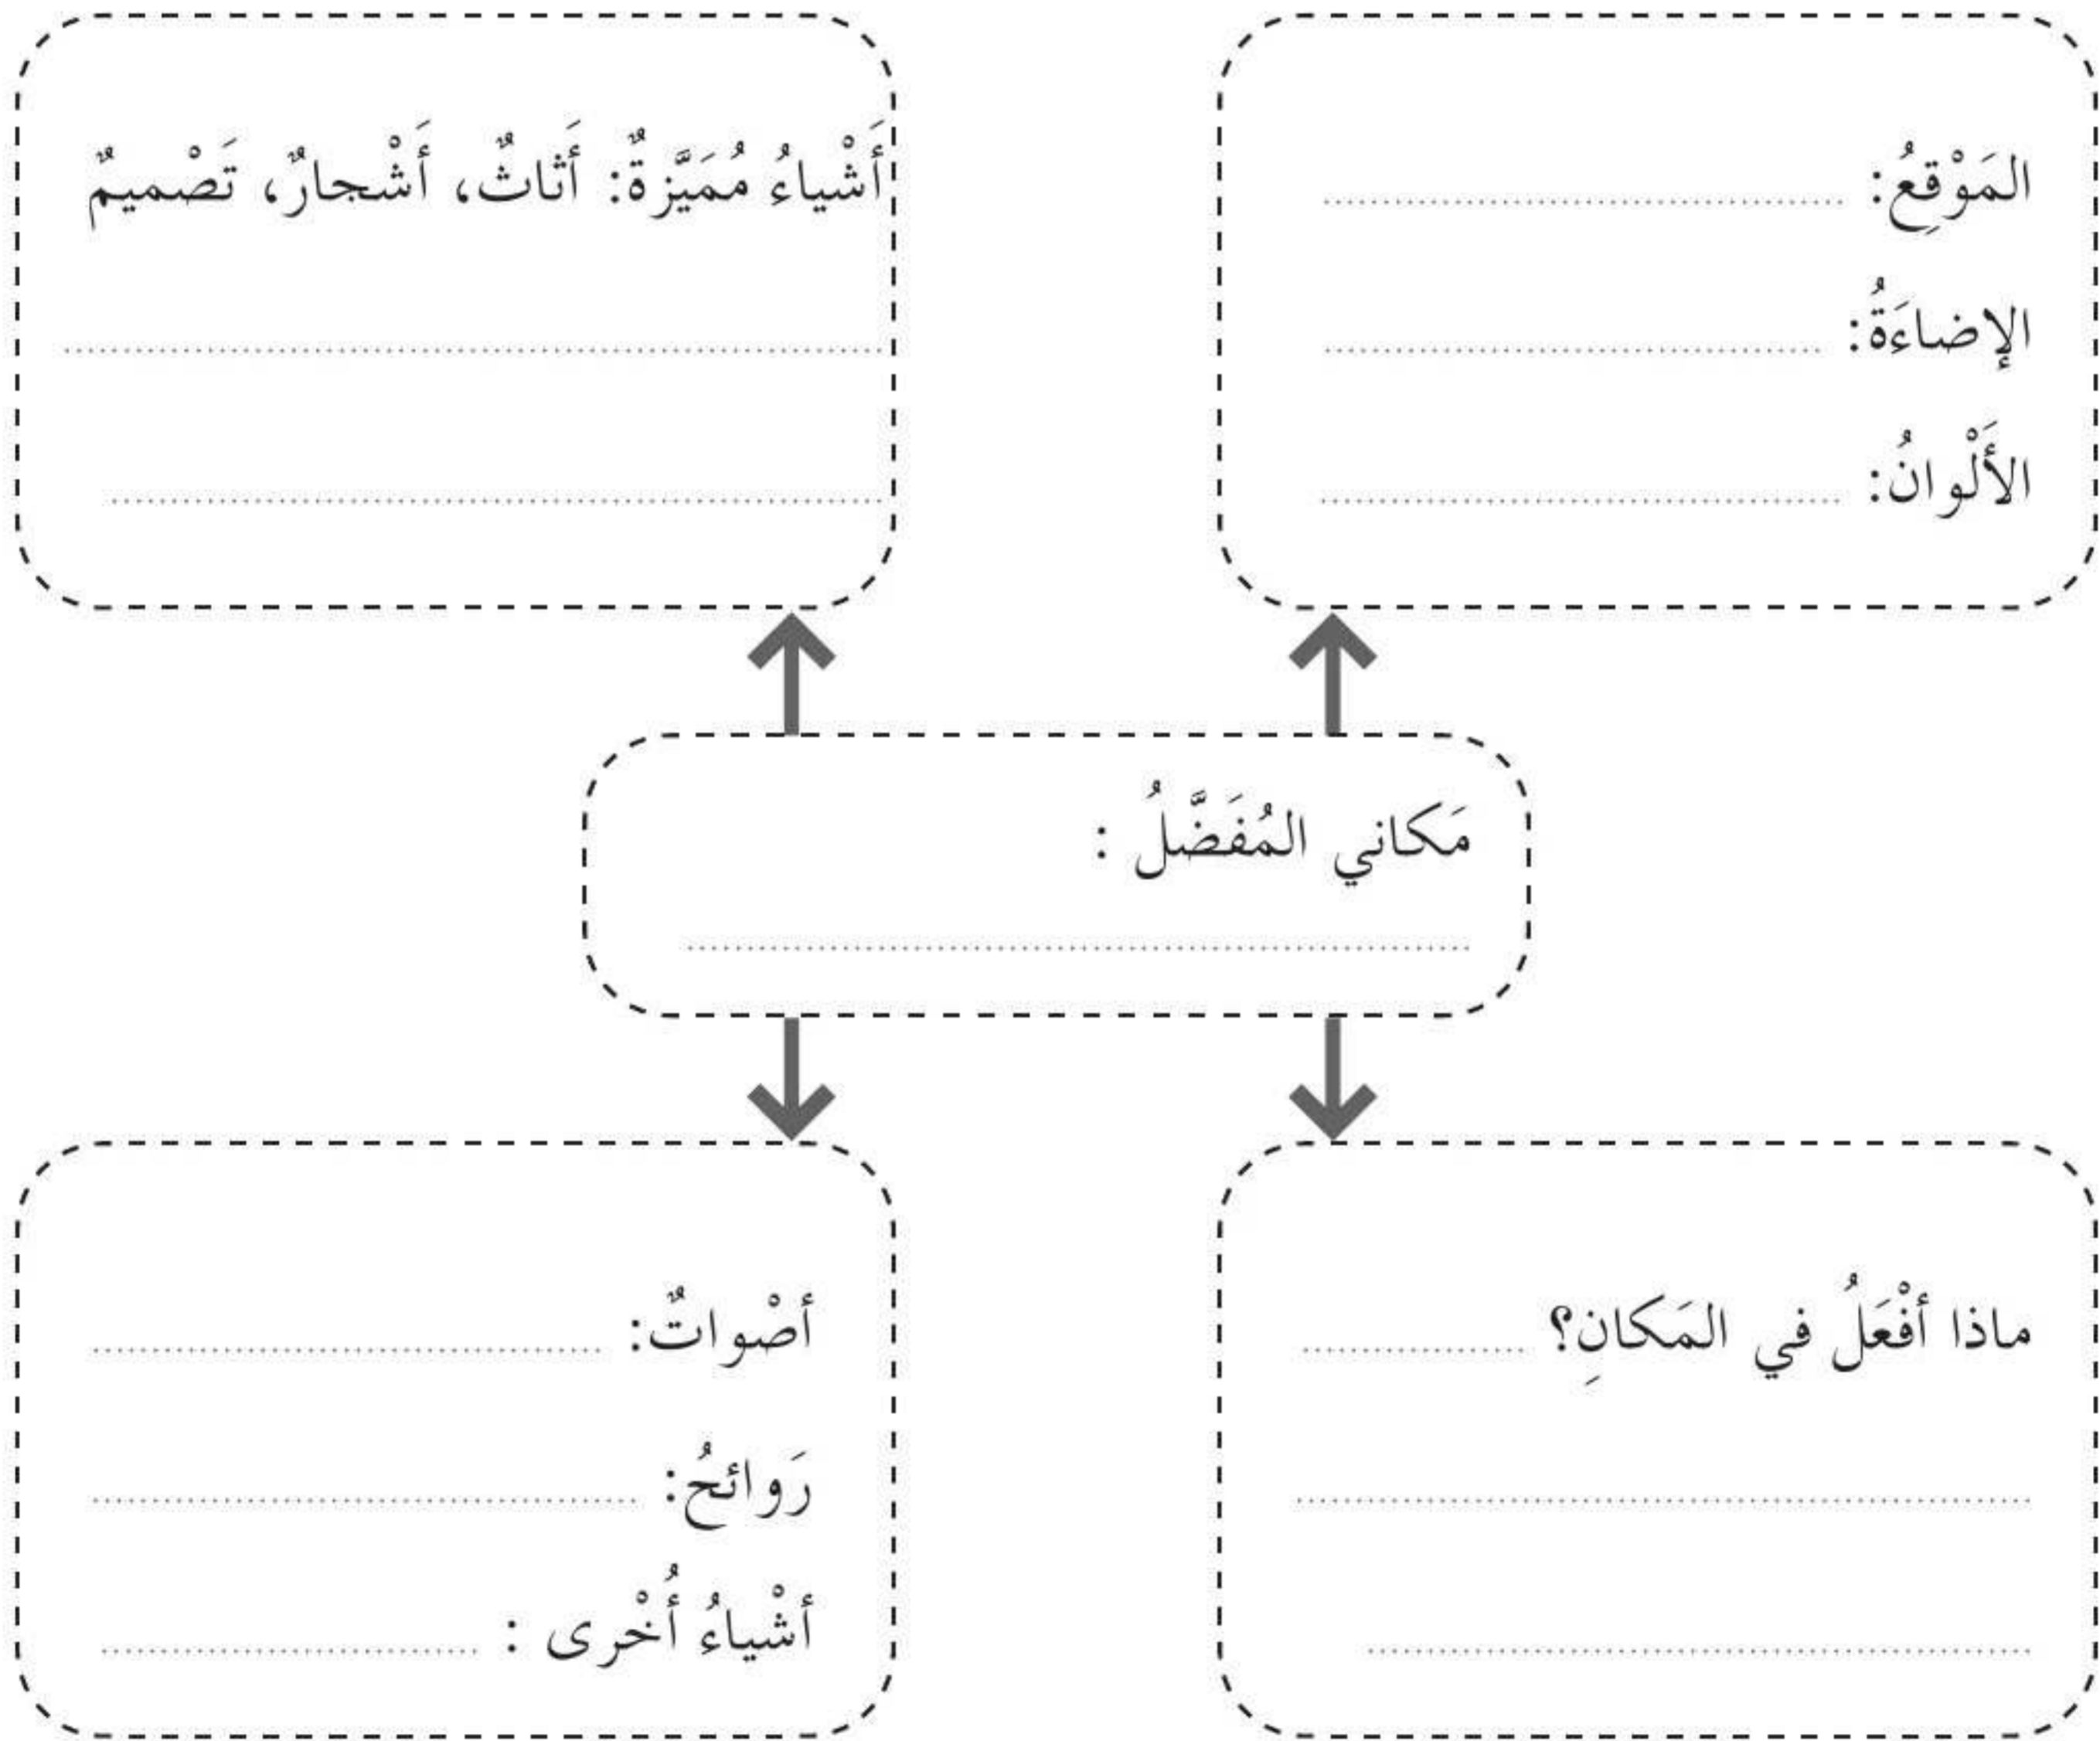 المَوْقِعُ:
الإضاءَةُ:
الأَلْوانُ:
أَشْياءُ مُمَيَّزةٌ: أَثاثٌ، أَشْجارٌ، تَصْميمٌ
مَكاني المُفَضَّلُ :
ماذا أفْعَلُ في المَكانِ؟
أصْواتٌ:
رَوائحُ:
أشْياءُ أُخْرى :